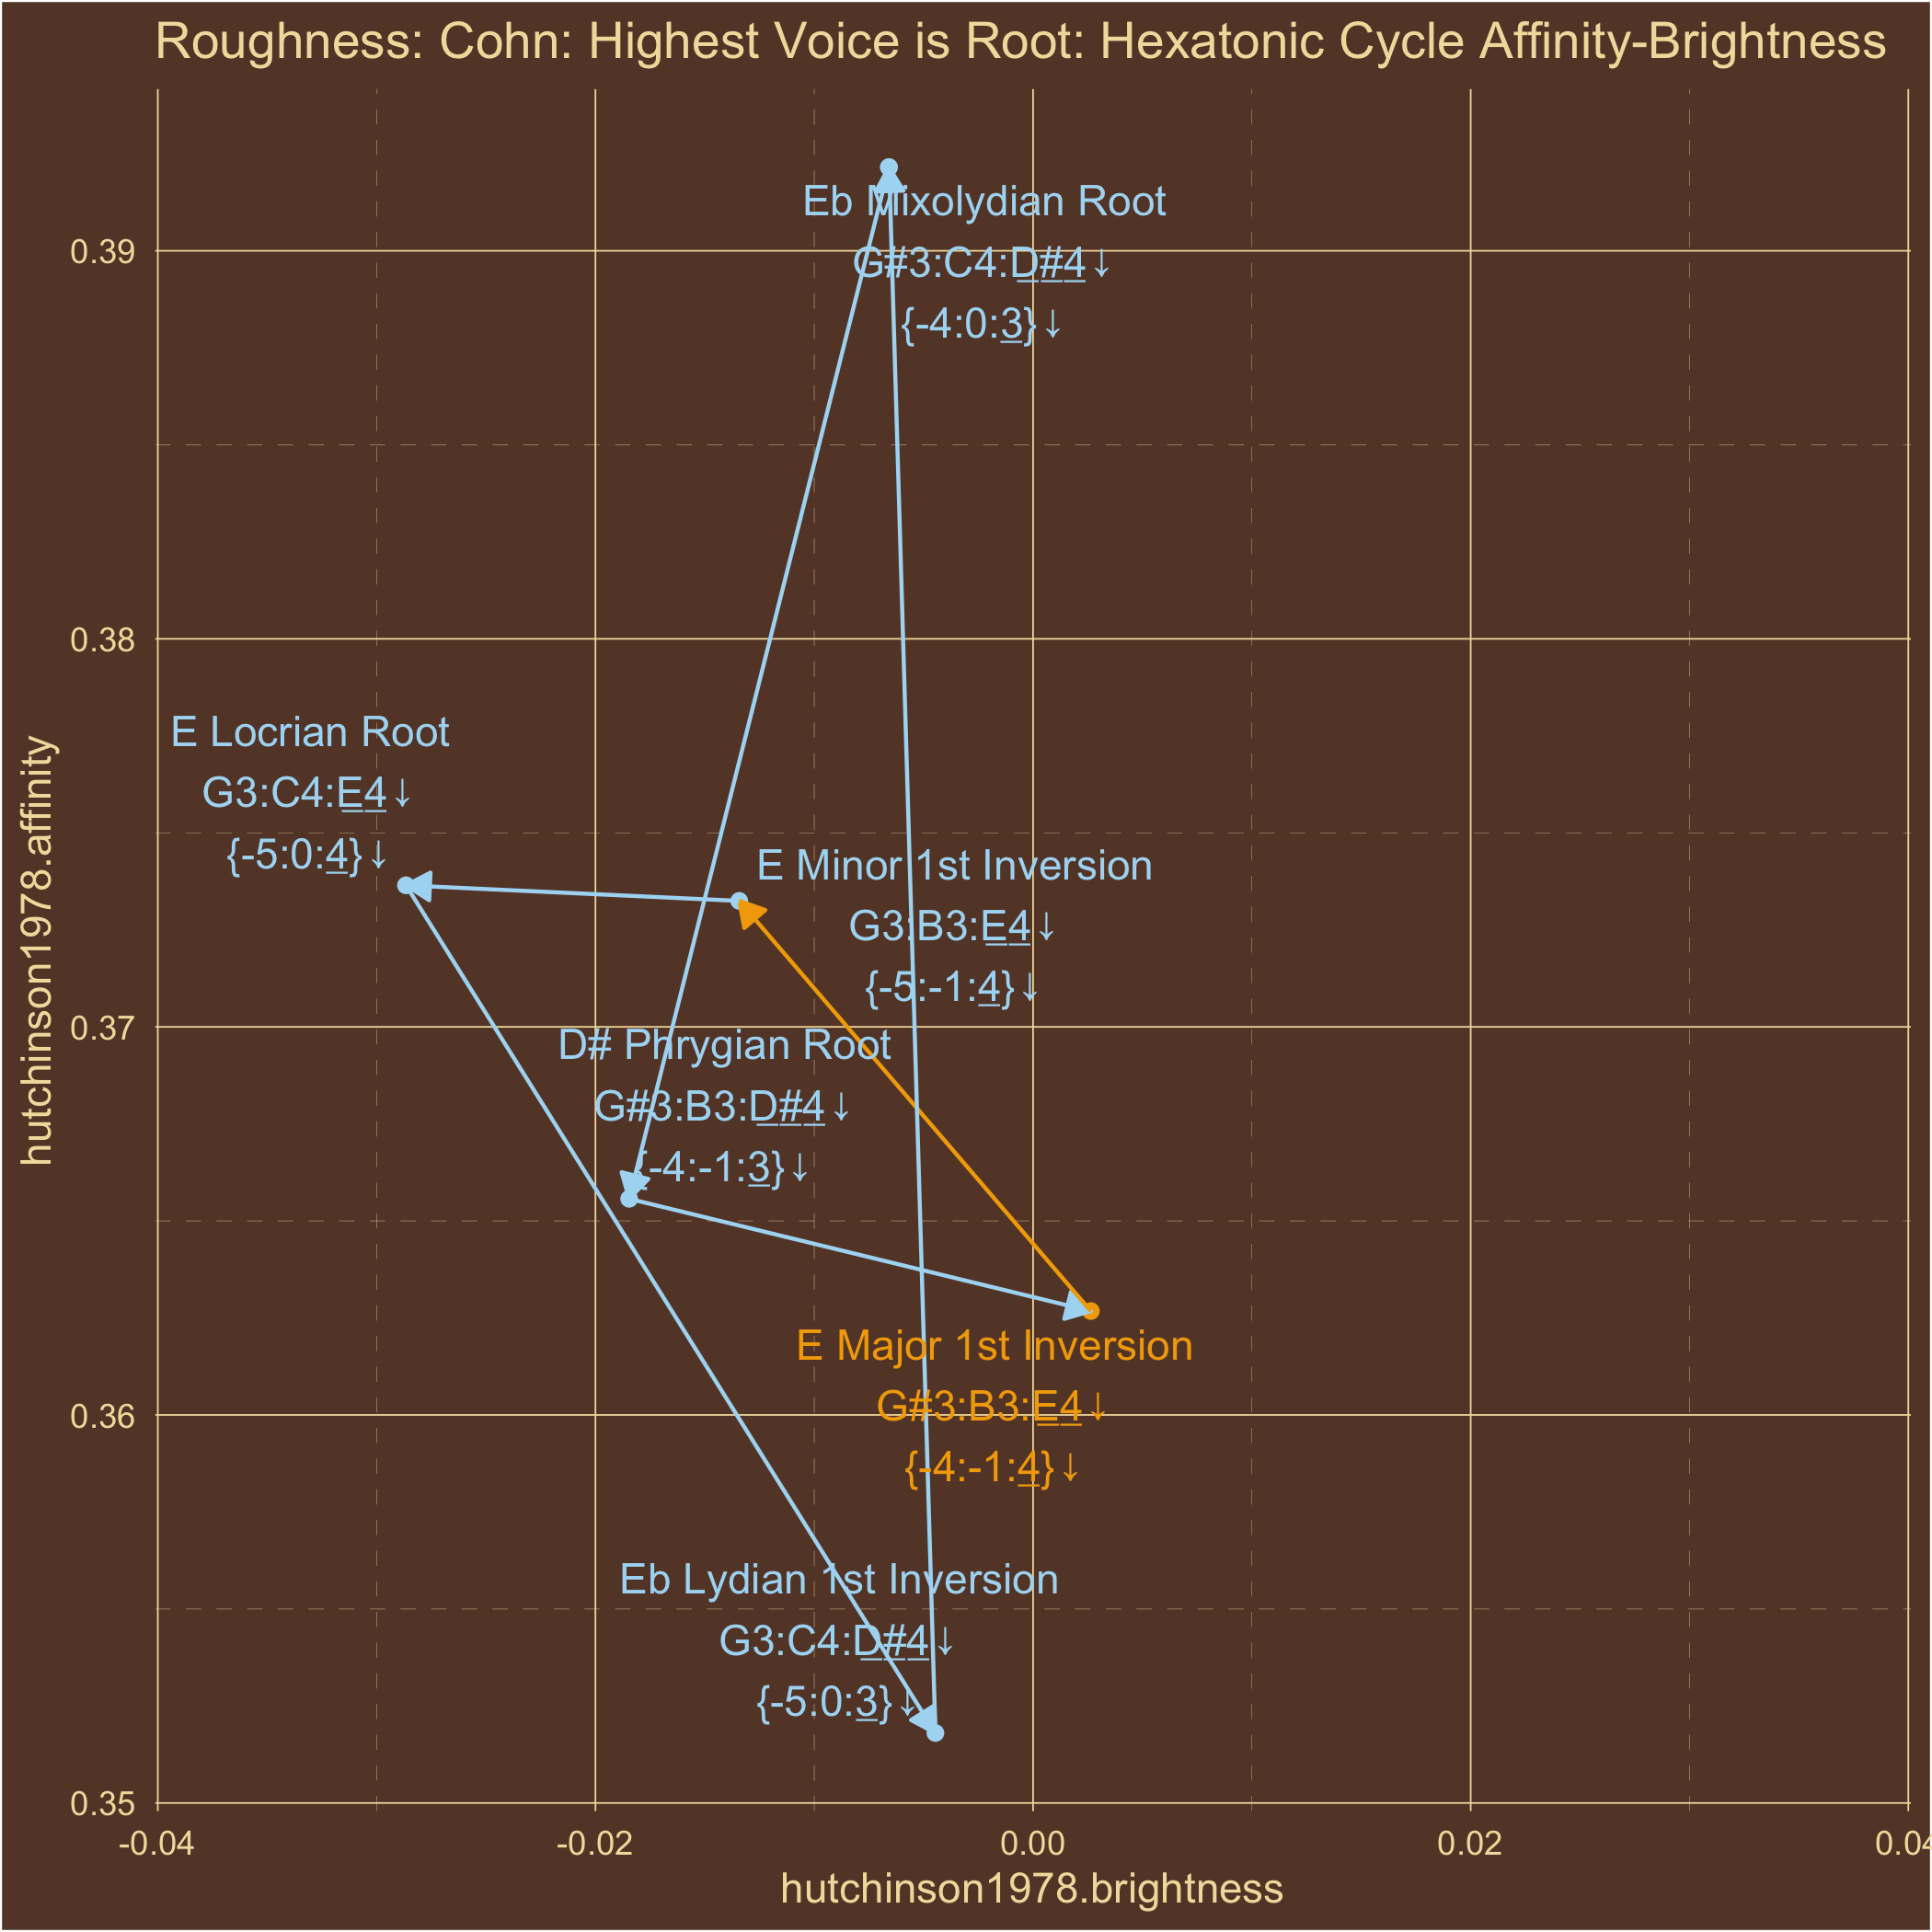 Roughness: Cohn: Highest Voice is Root: Hexatonic Cycle Affinity-Brightness
hutchinson1978.affinity
0.39
0.38
0.37
0.36
0.35
Eb Mixolydian Root
G#3:C4:D#4↓
{-4:0:3}↓
E Locrian Root
G3:C4:E4↓
{-5:0:4}↓
E Minor 1st Inversion
G3:B3:E4↓
{-5:-1:4}↓
D# Phrygian Root
G#3:B3:D#4↓
{-4:-1:3}↓
E Major 1st Inversion
G#3:B3:E4↓
{-4:-1:4}↓
Eb Lydian 1st Inversion
G3:C4:D#4↓
{-5:0:3}↓
-0.04
-0.02
0.00
0.02
0.04
hutchinson1978.brightness